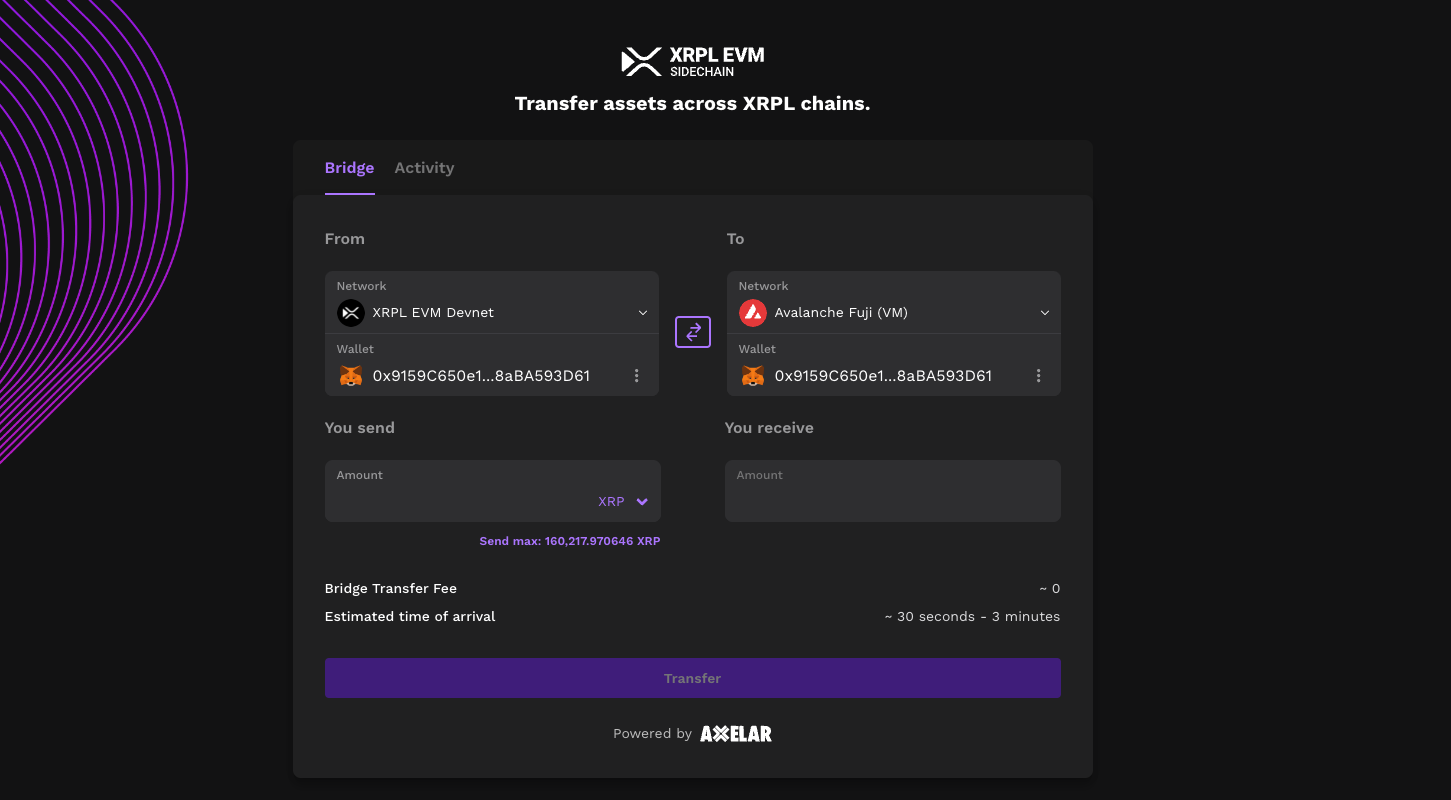 XRPL EVM
SIDECHAIN
Transfer assets across XRPL chains.
Bridge Activity
From
Network
XRPL EVM Devnet
Wallet
0x9159C650e1...8aBA593D61
To
Network
Avalanche Fuji (VM)
Wallet
0x9159C650e1...8aBA593D61
You send
Amount
XRP
Send max: 160,217.970646 XRP
You receive
Amount
Bridge Transfer Fee ~ 0
Estimated time of arrival ~ 30 seconds - 3 minutes
Transfer
Powered by AXELAR